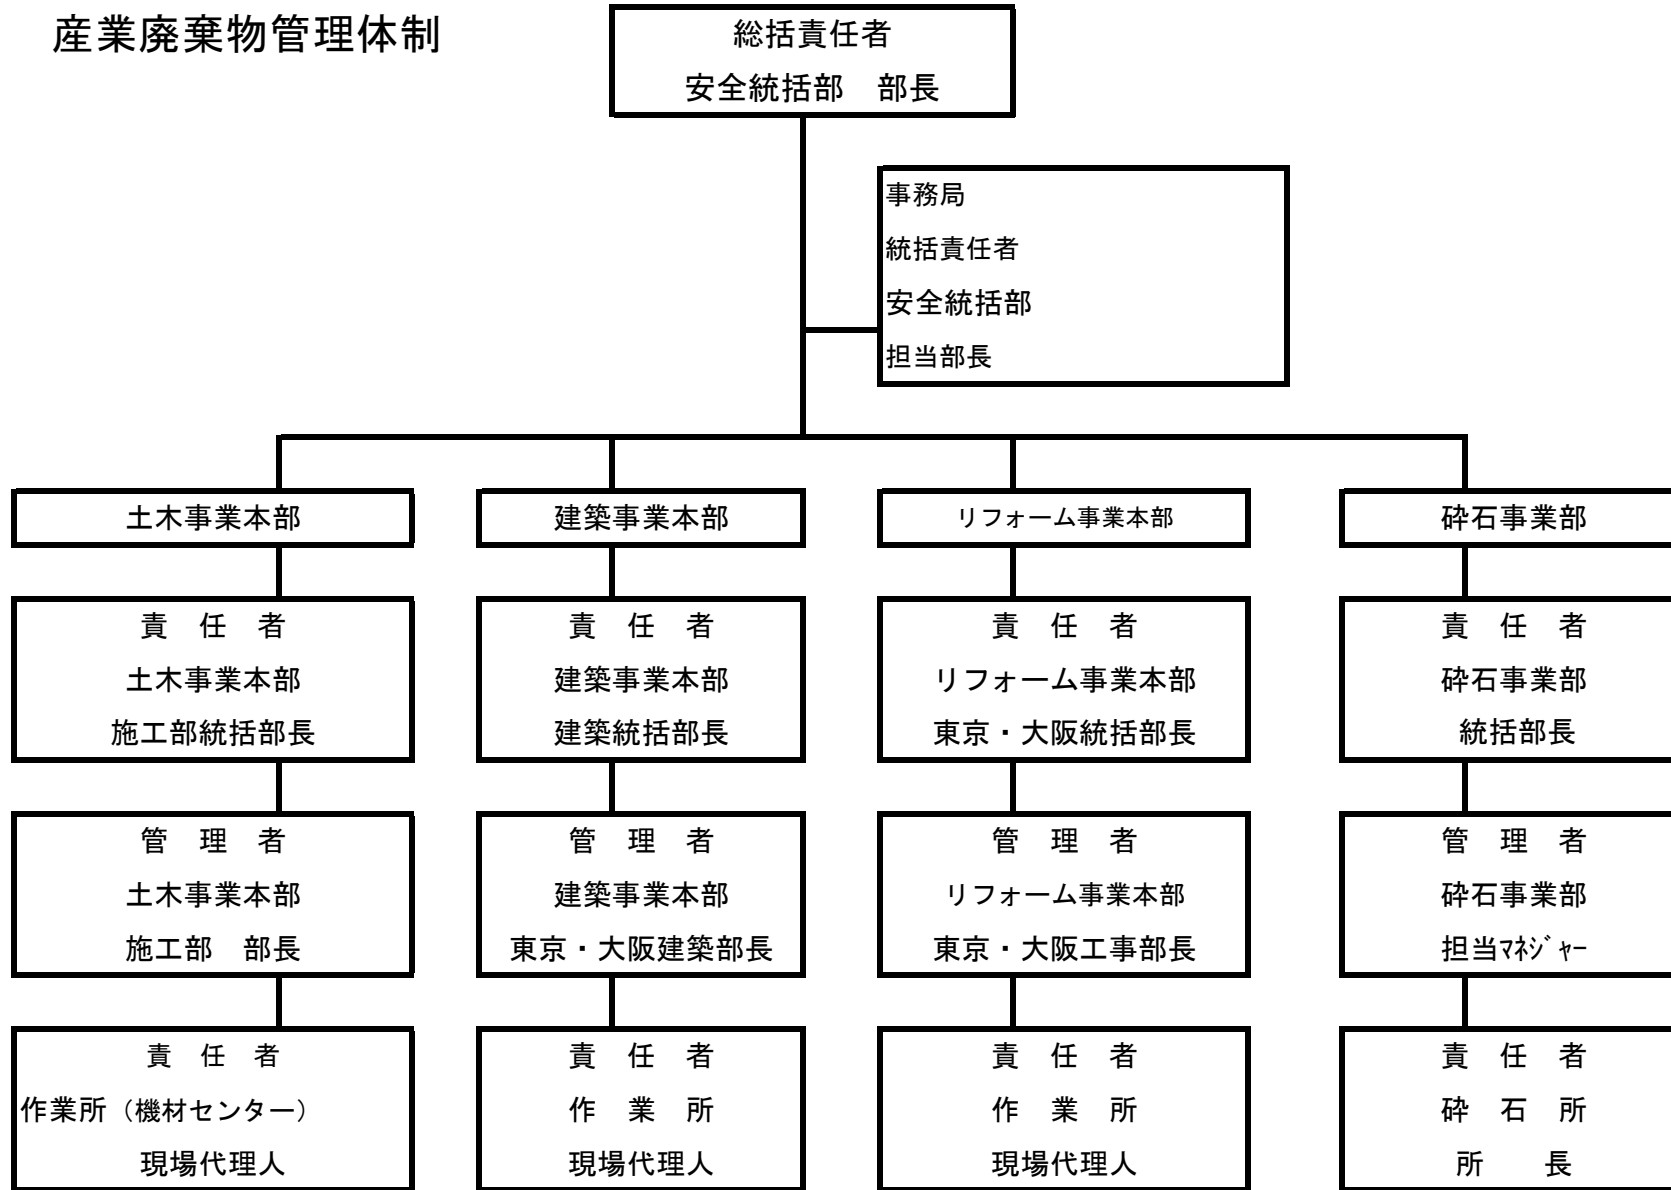 産業廃棄物管理体制
総括責任者
安全統括部　部長
事務局
統括責任者
安全統括部
担当部長
土木事業本部
建築事業本部
リフォーム事業本部
砕石事業部
責　任　者
土木事業本部
施工部統括部長
責　任　者
建築事業本部
建築統括部長
責　任　者
リフォーム事業本部
東京・大阪統括部長
責　任　者
砕石事業部
統括部長
管　理　者
土木事業本部
施工部　部長
管　理　者
建築事業本部
東京・大阪建築部長
管　理　者
リフォーム事業本部
東京・大阪工事部長
管　理　者
砕石事業部
担当ﾏﾈｼﾞｬｰ
責　任　者
作業所（機材センター）
現場代理人
責　任　者
作　業　所
現場代理人
責　任　者
作　業　所
現場代理人
責　任　者
砕　石　所
所　　長